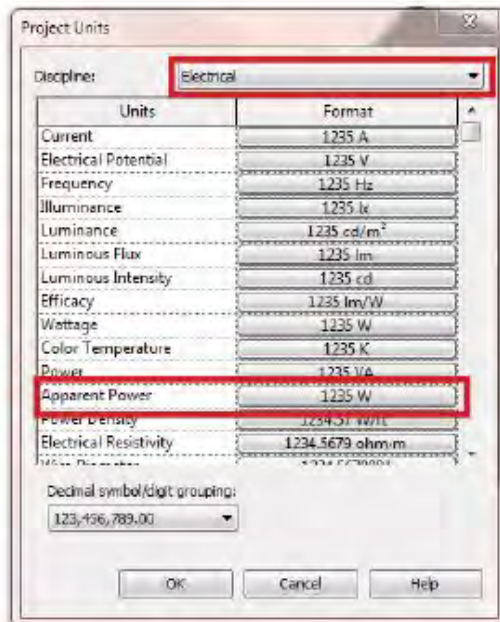 Project Units
Discipline: Electrical
Units Format
Current 1235 A
Electrical Potential 1235 V
Frequency 1235 Hz
Illuminance 1235 lx
Luminance 1235 cd/m²
Luminous Flux 1235 lm
Luminous Intensity 1235 cd
Efficacy 1235 lm/W
Wattage 1235 W
Color Temperature 1235 K
Power 1235 VA
Apparent Power 1235 W
Power Density 1234.57 W/ft
Electrical Resistivity 1234.5679 ohm·m
Decimal symbol/digit grouping:
123,456,789.00
OK Cancel Help